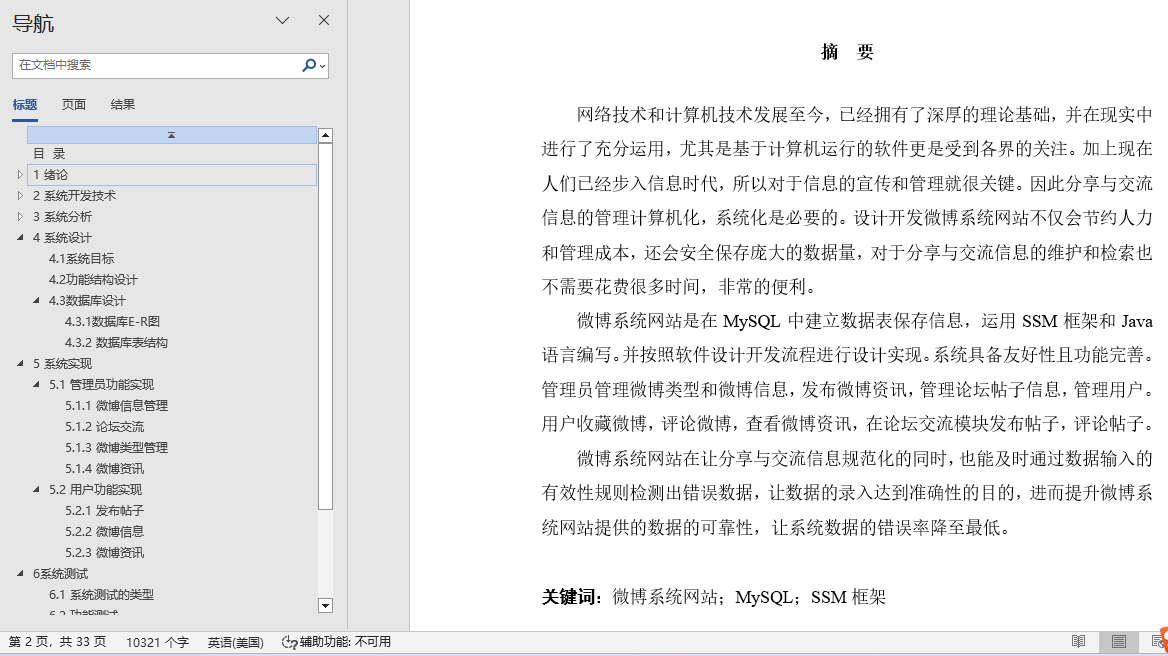 导航
在文档中搜索
标题 页面 结果
目 录
1 绪论
2 系统开发技术
3 系统分析
4 系统设计
4.1系统目标
4.2功能结构设计
4.3数据库设计
4.3.1数据库E-R图
4.3.2 数据库表结构
5 系统实现
5.1 管理员功能实现
5.1.1 微博信息管理
5.1.2 论坛交流
5.1.3 微博类型管理
5.1.4 微博资讯
5.2 用户功能实现
5.2.1 发布帖子
5.2.2 微博信息
5.2.3 微博资讯
6系统测试
6.1 系统测试的类型
6.2 功能测试
摘 要
网络技术和计算机技术发展至今，已经拥有了深厚的理论基础，并在现实中
进行了充分运用，尤其是基于计算机运行的软件更是受到各界的关注。加上现在
人们已经步入信息时代，所以对于信息的宣传和管理就很关键。因此分享与交流
信息的管理计算机化，系统化是必要的。设计开发微博系统网站不仅会节约人力
和管理成本，还会安全保存庞大的数据量，对于分享与交流信息的维护和检索也
不需要花费很多时间，非常的便利。
微博系统网站是在 MySQL 中建立数据表保存信息，运用 SSM 框架和 Java
语言编写。并按照软件设计开发流程进行设计实现。系统具备友好性且功能完善。
管理员管理微博类型和微博信息，发布微博资讯，管理论坛帖子信息，管理用户。
用户收藏微博，评论微博，查看微博资讯，在论坛交流模块发布帖子，评论帖子。
微博系统网站在让分享与交流信息规范化的同时，也能及时通过数据输入的
有效性规则检测出错误数据，让数据的录入达到准确性的目的，进而提升微博系
统网站提供的数据的可靠性，让系统数据的错误率降至最低。
关键词：微博系统网站；MySQL；SSM 框架
第 2 页，共 33 页 10321 个字 英语(美国) 辅助功能: 不可用